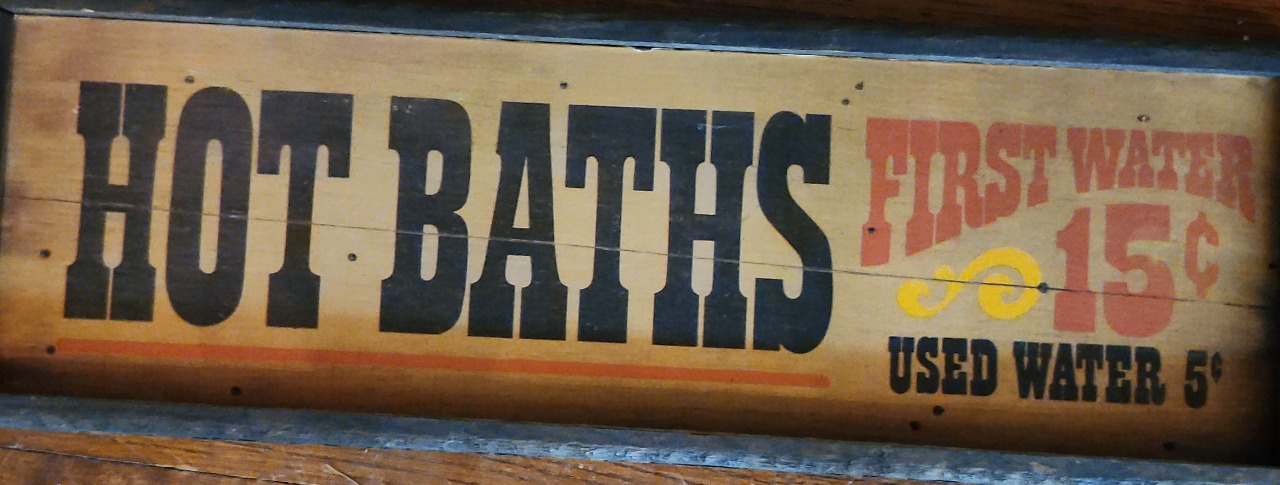 HOT BATHS
FIRST WATER
15¢
USED WATER 5¢